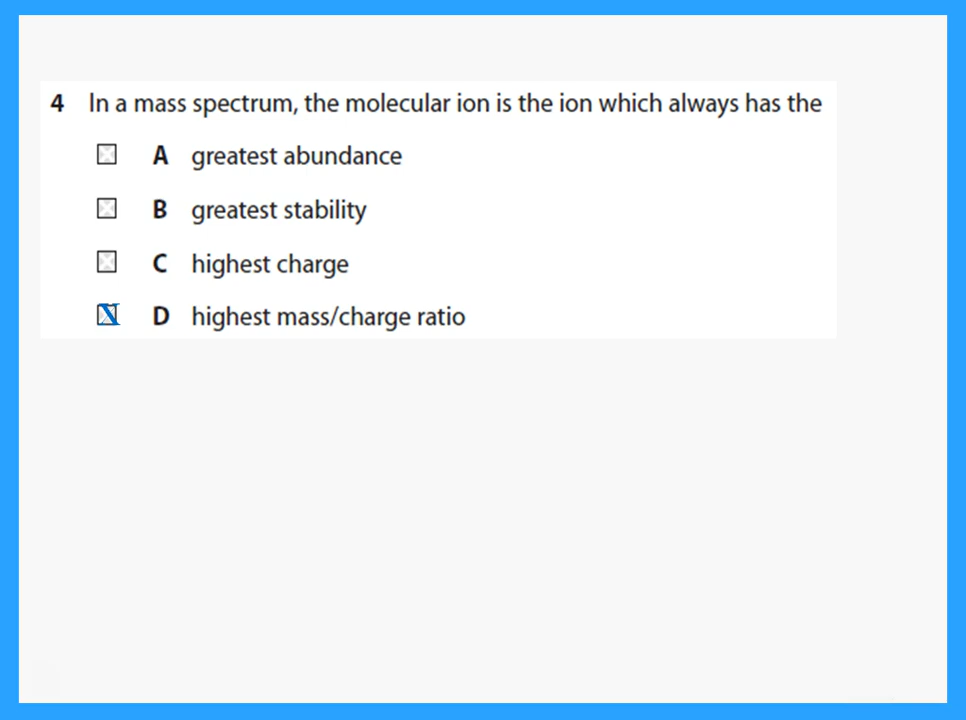 4 In a mass spectrum, the molecular ion is the ion which always has the
A greatest abundance
B greatest stability
C highest charge
D highest mass/charge ratio